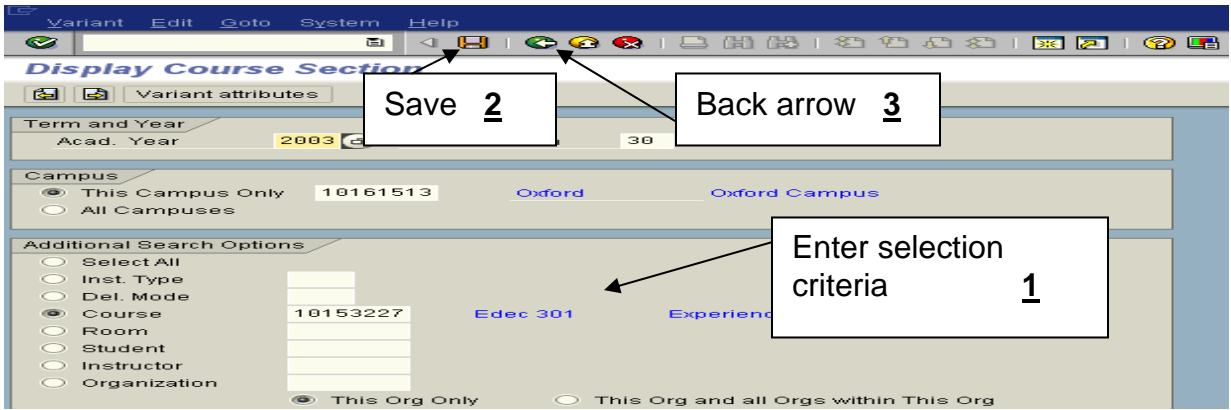 Variant Edit Goto System Help
Display Course Section
Save 2
Back arrow 3
Variant attributes
Term and Year
Acad. Year 2003 30
Campus
This Campus Only 10161513 Oxford Oxford Campus
All Campuses
Additional Search Options
Enter selection
criteria 1
Select All
Inst. Type
Del. Mode
Course 10153227 Edec 301
Room
Student
Instructor
Organization
This Org Only This Org and all Orgs within This Org